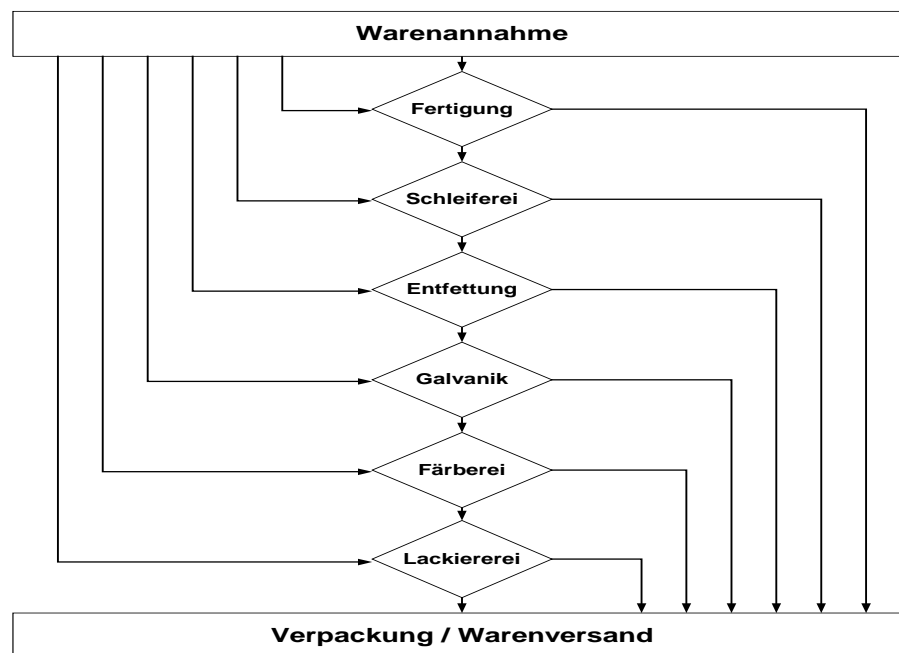 Warenannahme
Fertigung
Schleiferei
Entfettung
Galvanik
Färberei
Lackiererei
Verpackung / Warenversand